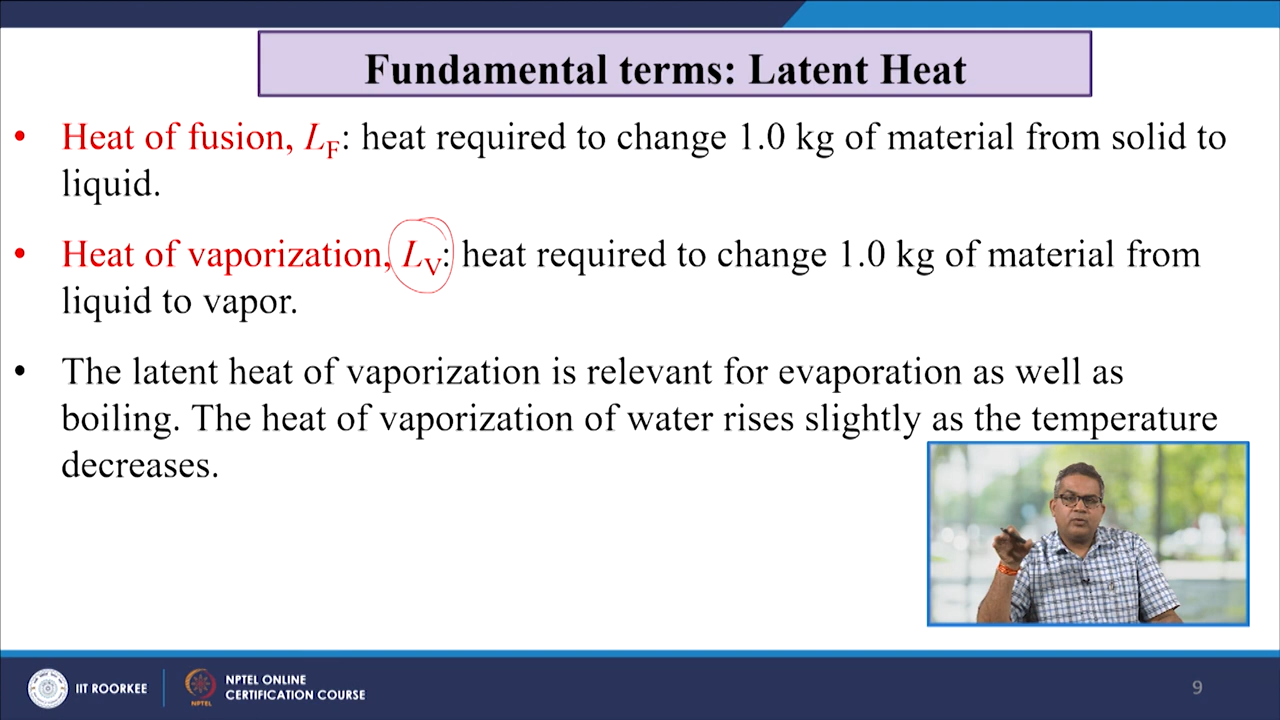 Fundamental terms: Latent Heat
• Heat of fusion, LF: heat required to change 1.0 kg of material from solid to
liquid.
• Heat of vaporization, LV: heat required to change 1.0 kg of material from
liquid to vapor.
• The latent heat of vaporization is relevant for evaporation as well as
boiling. The heat of vaporization of water rises slightly as the temperature
decreases.
IIT ROORKEE
NPTEL
NPTEL ONLINE
CERTIFICATION COURSE
9